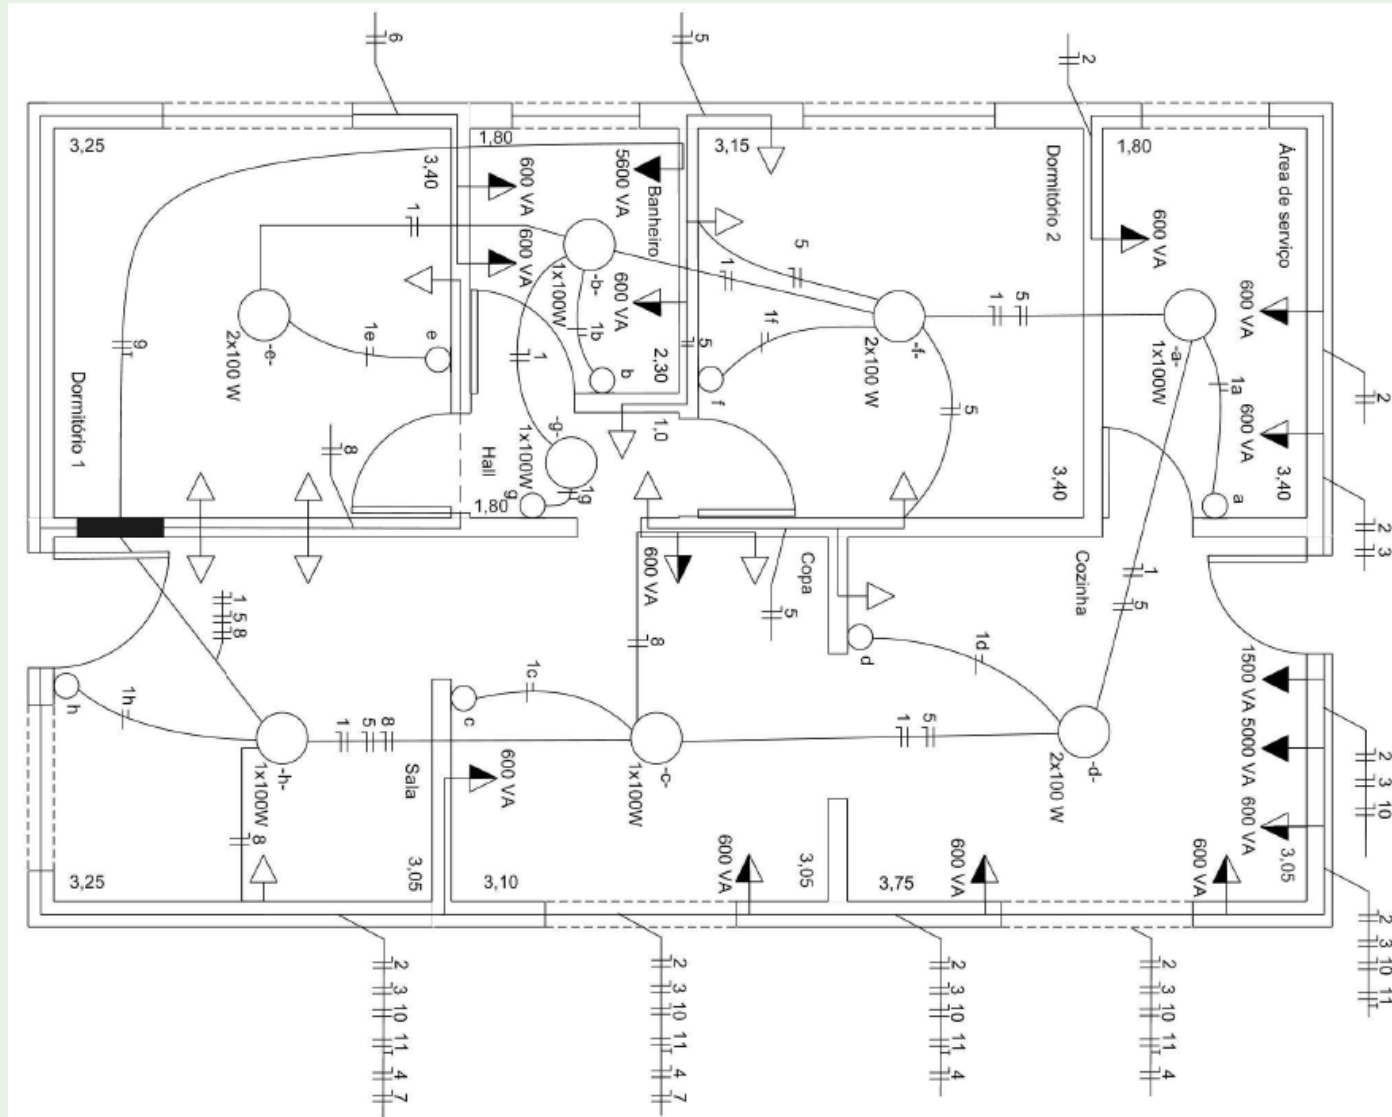 6
5
2
3,25
3,40
1,80
600 VA
600 VA
5600 VA
Banheiro
600 VA
-b-
1x100W
1b
b
2,30
3,15
Dormitório 2
1,80
Área de serviço
600 VA
600 VA
600 VA
3,40
1
5
1
5
1
5
1f
f
-f-
2x100 W
5
3,40
-a-
1x100W
1a
a
2
2
3
9
-e-
2x100 W
1e
e
Dormitório 1
8
1
Hall
1,80
-g-
1x100W
1g
g
1,0
5
600 VA
Copa
5
Cozinha
1
5
1
5
8
1h
h
-h-
1x100W
8
Sala
1
5
8
3,25
3,05
1c
c
8
-c-
1x100W
600 VA
3,10
600 VA
3,05
d
1d
-d-
2x100 W
1
5
3,75
600 VA
600 VA
3,05
1500 VA
5000 VA
600 VA
2
3
10
2
3
10
11
2
3
10
11
4
7
2
3
10
11
4
7
2
3
10
11
4
2
3
10
11
4